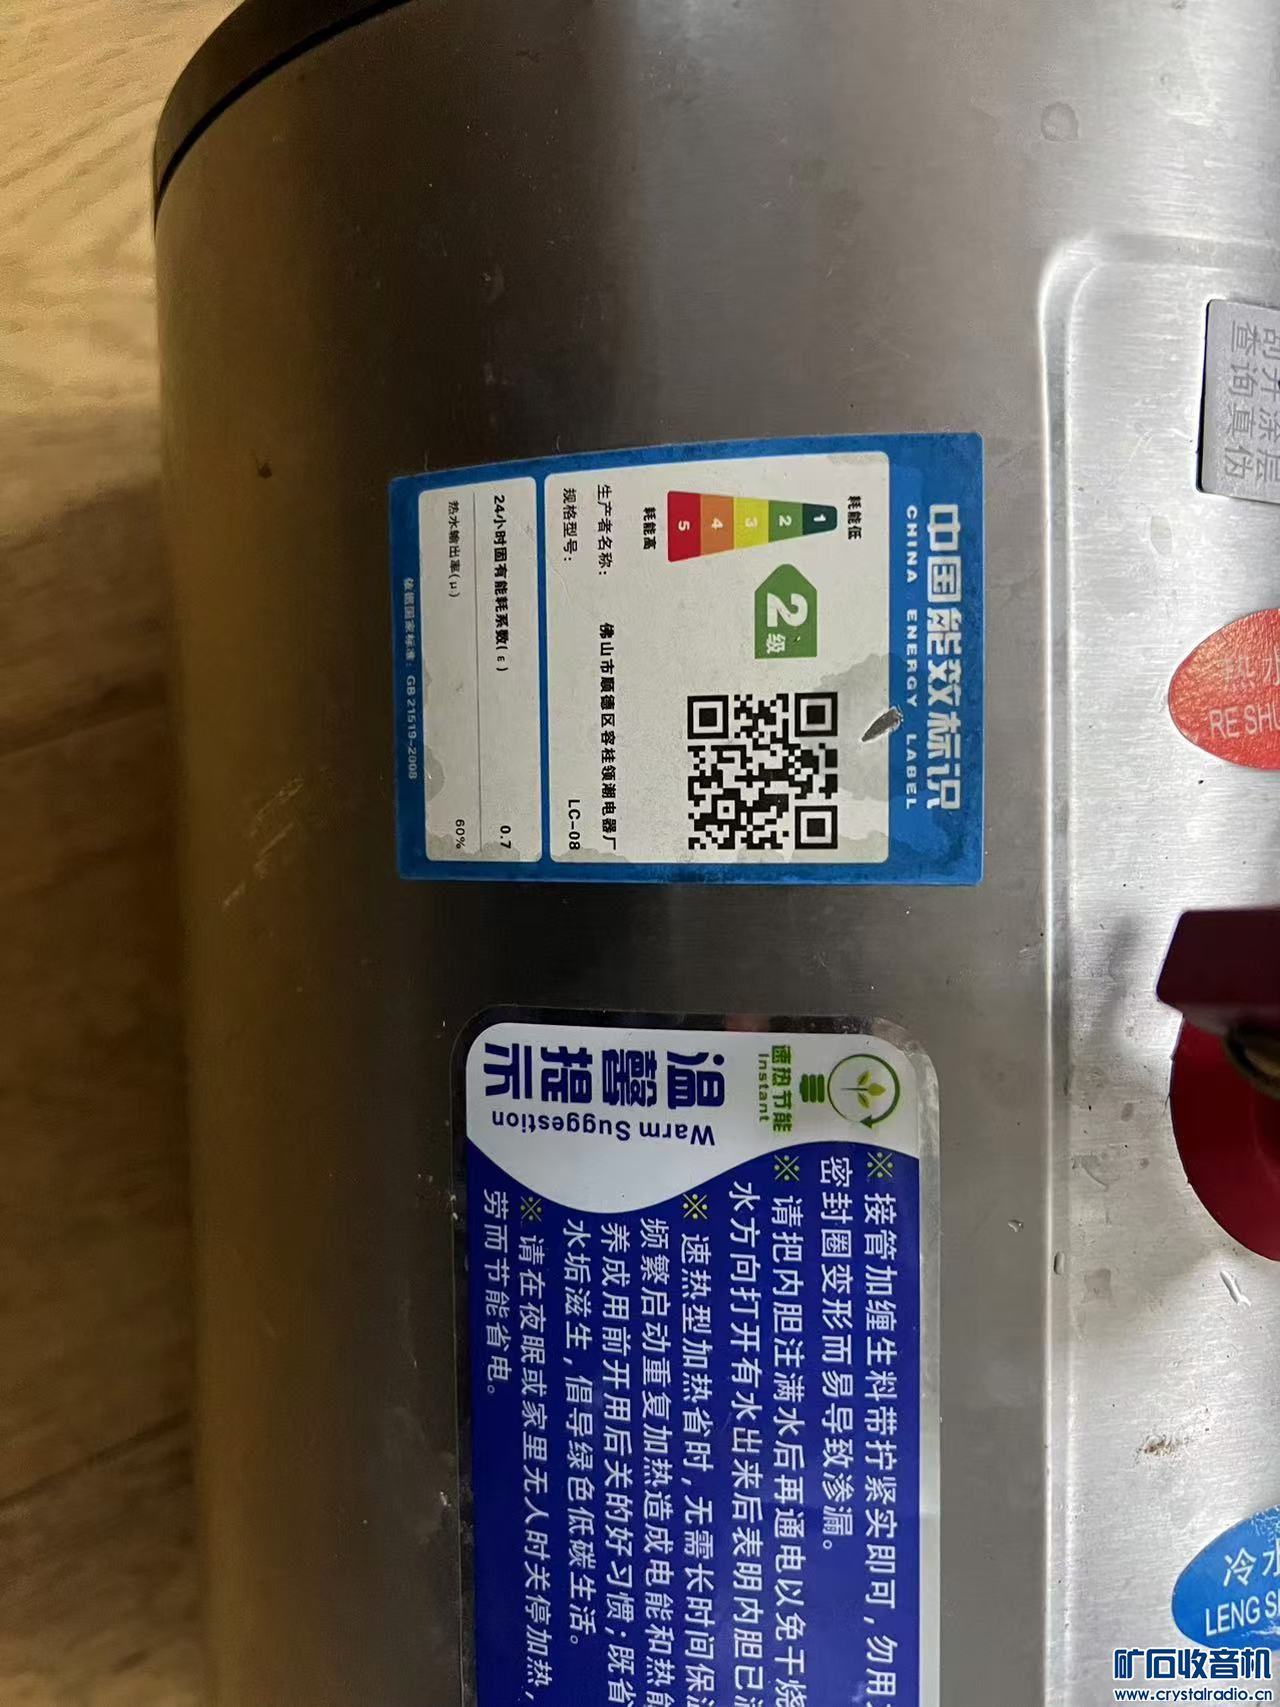 中国能效标识
CHINA ENERGY LABEL
耗能低
1
2
3
4
5
耗能高
2级
生产者名称：
佛山市顺德区容桂领潮电器厂
规格型号：
LC-08
24小时固有能耗系数(ε)
0.7
热水输出率(μ)
60%
依据国家标准：GB 21519-2008
刮开涂层
查询真伪
RE SH
速热节能
Instant
温馨提示
Warm Suggestion
※ 接管加缠生料带拧紧实即可，勿用
密封圈变形而易导致渗漏。
※ 请把内胆注满水后再通电以免干烧
水方向打开有水出来后表明内胆已
※ 速热型加热省时，无需长时间保
频繁启动重复加热造成电能和热能
养成用前开用后关的好习惯；既省
水垢滋生，倡导绿色低碳生活。
※ 请在夜眠或家里无人时关停加热，
劳而节能省电。
冷水
LENG S
矿石收音机
www.crystalradio.cn